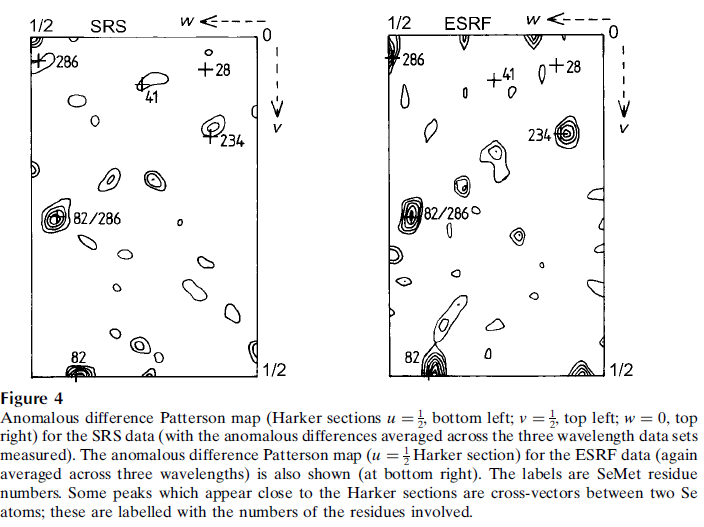 1/2 SRS w 0
286
28
41
234
v
82/286
82
1/2
1/2 ESRF w 0
286
41
28
234
v
82/286
82
1/2
Figure 4
Anomalous difference Patterson map (Harker sections u = ½, bottom left; v = ½, top left; w = 0, top
right) for the SRS data (with the anomalous differences averaged across the three wavelength data sets
measured). The anomalous difference Patterson map (u = ½ Harker section) for the ESRF data (again
averaged across three wavelengths) is also shown (at bottom right). The labels are SeMet residue
numbers. Some peaks which appear close to the Harker sections are cross-vectors between two Se
atoms; these are labelled with the numbers of the residues involved.